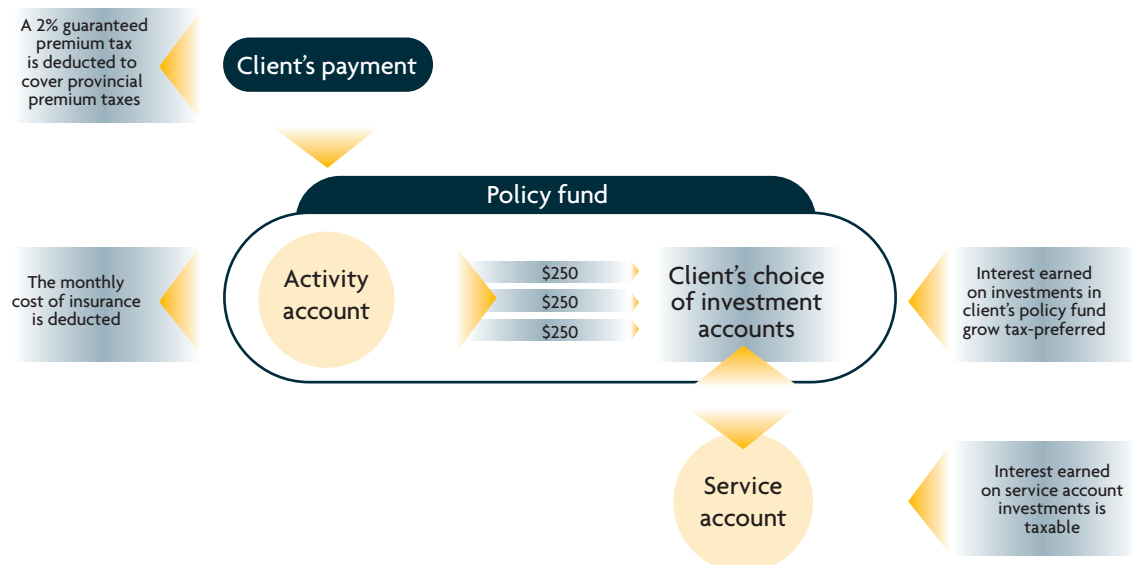 A 2% guaranteed
premium tax
is deducted to
cover provincial
premium taxes
Client’s payment
Policy fund
The monthly
cost of insurance
is deducted
Activity
account
$250
$250
$250
Client’s choice
of investment
accounts
Interest earned
on investments in
client’s policy fund
grow tax-preferred
Service
account
Interest earned
on service account
investments is
taxable